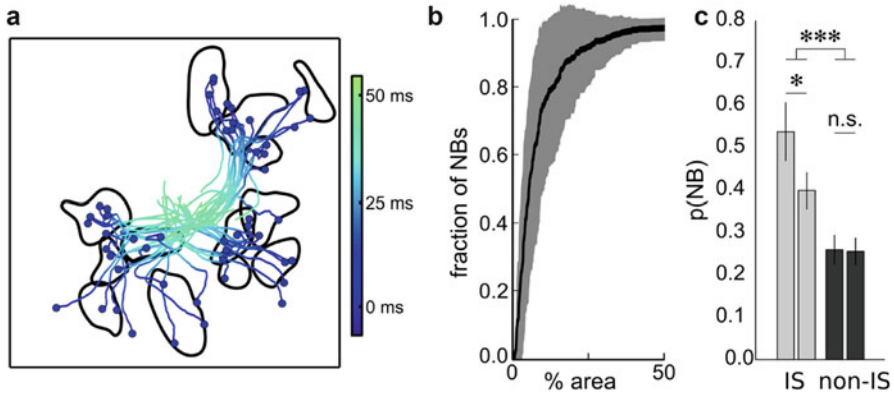 a
50 ms
25 ms
0 ms
b
fraction of NBs
1.0
0.8
0.6
0.4
0.2
0.0
0
50
% area
c
p(NB)
0.8
0.7
0.6
0.5
0.4
0.3
0.2
0.1
0.0
***
*
n.s.
IS
non-IS